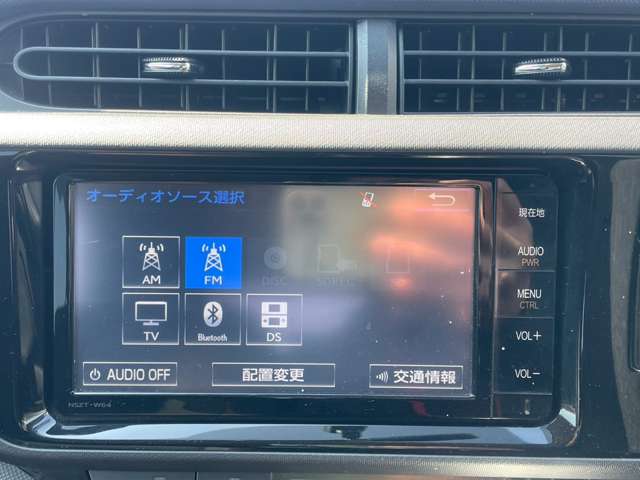 オーディオソース選択
現在地
AM
FM
DISC
AUDIO
PWR
TV
Bluetooth
DS
MENU
CTRL
VOL+
AUDIO OFF
配置変更
交通情報
VOL-
NSZT-W64